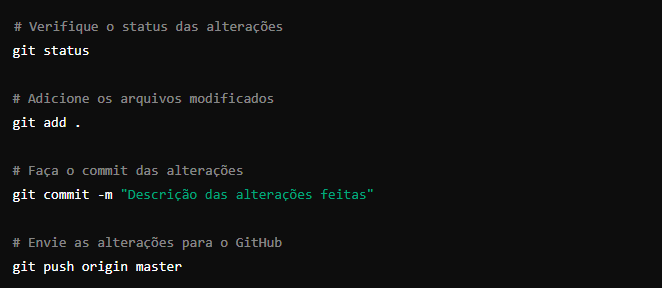 # Verifique o status das alterações
git status
# Adicione os arquivos modificados
git add .
# Faça o commit das alterações
git commit -m "Descrição das alterações feitas"
# Envie as alterações para o GitHub
git push origin master